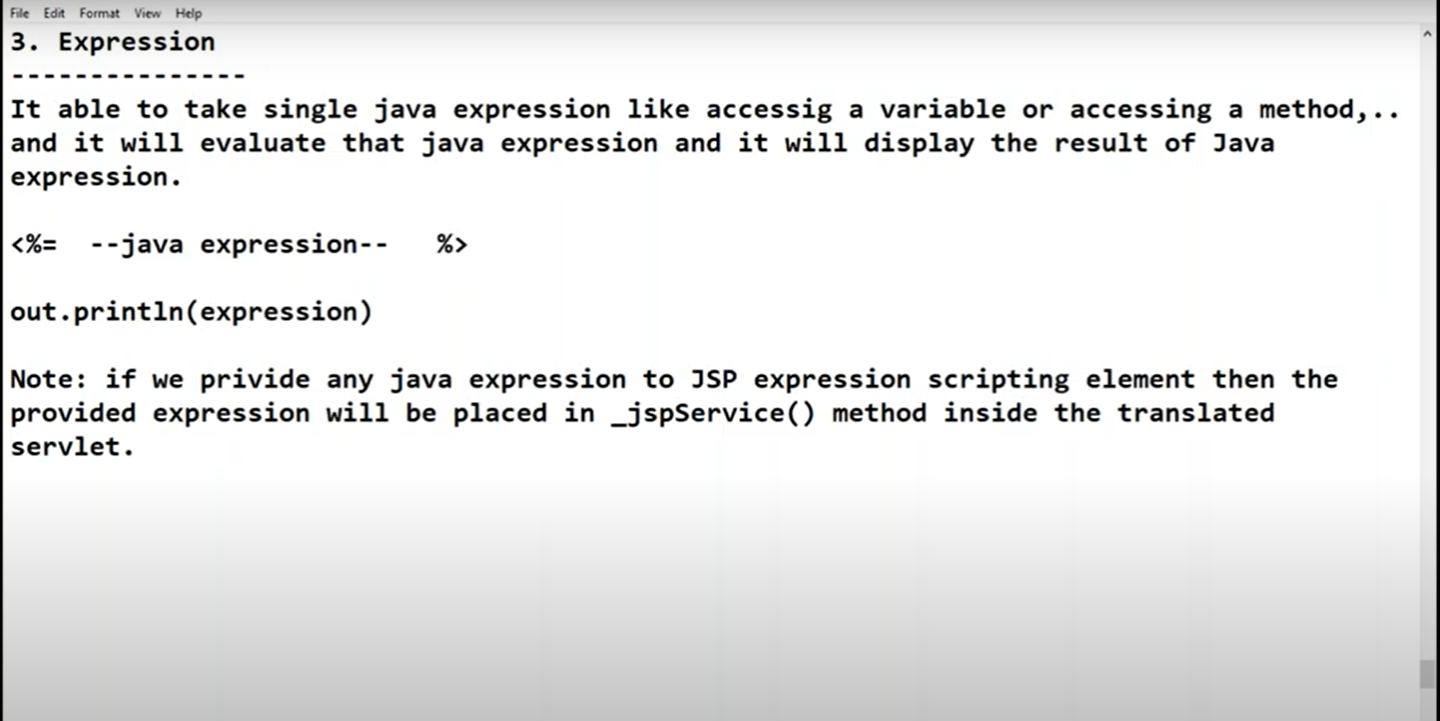 File Edit Format View Help
3. Expression
---------------
It able to take single java expression like accessig a variable or accessing a method,..
and it will evaluate that java expression and it will display the result of Java
expression.
<%=  --java expression--   %>
out.println(expression)
Note: if we privide any java expression to JSP expression scripting element then the
provided expression will be placed in _jspService() method inside the translated
servlet.